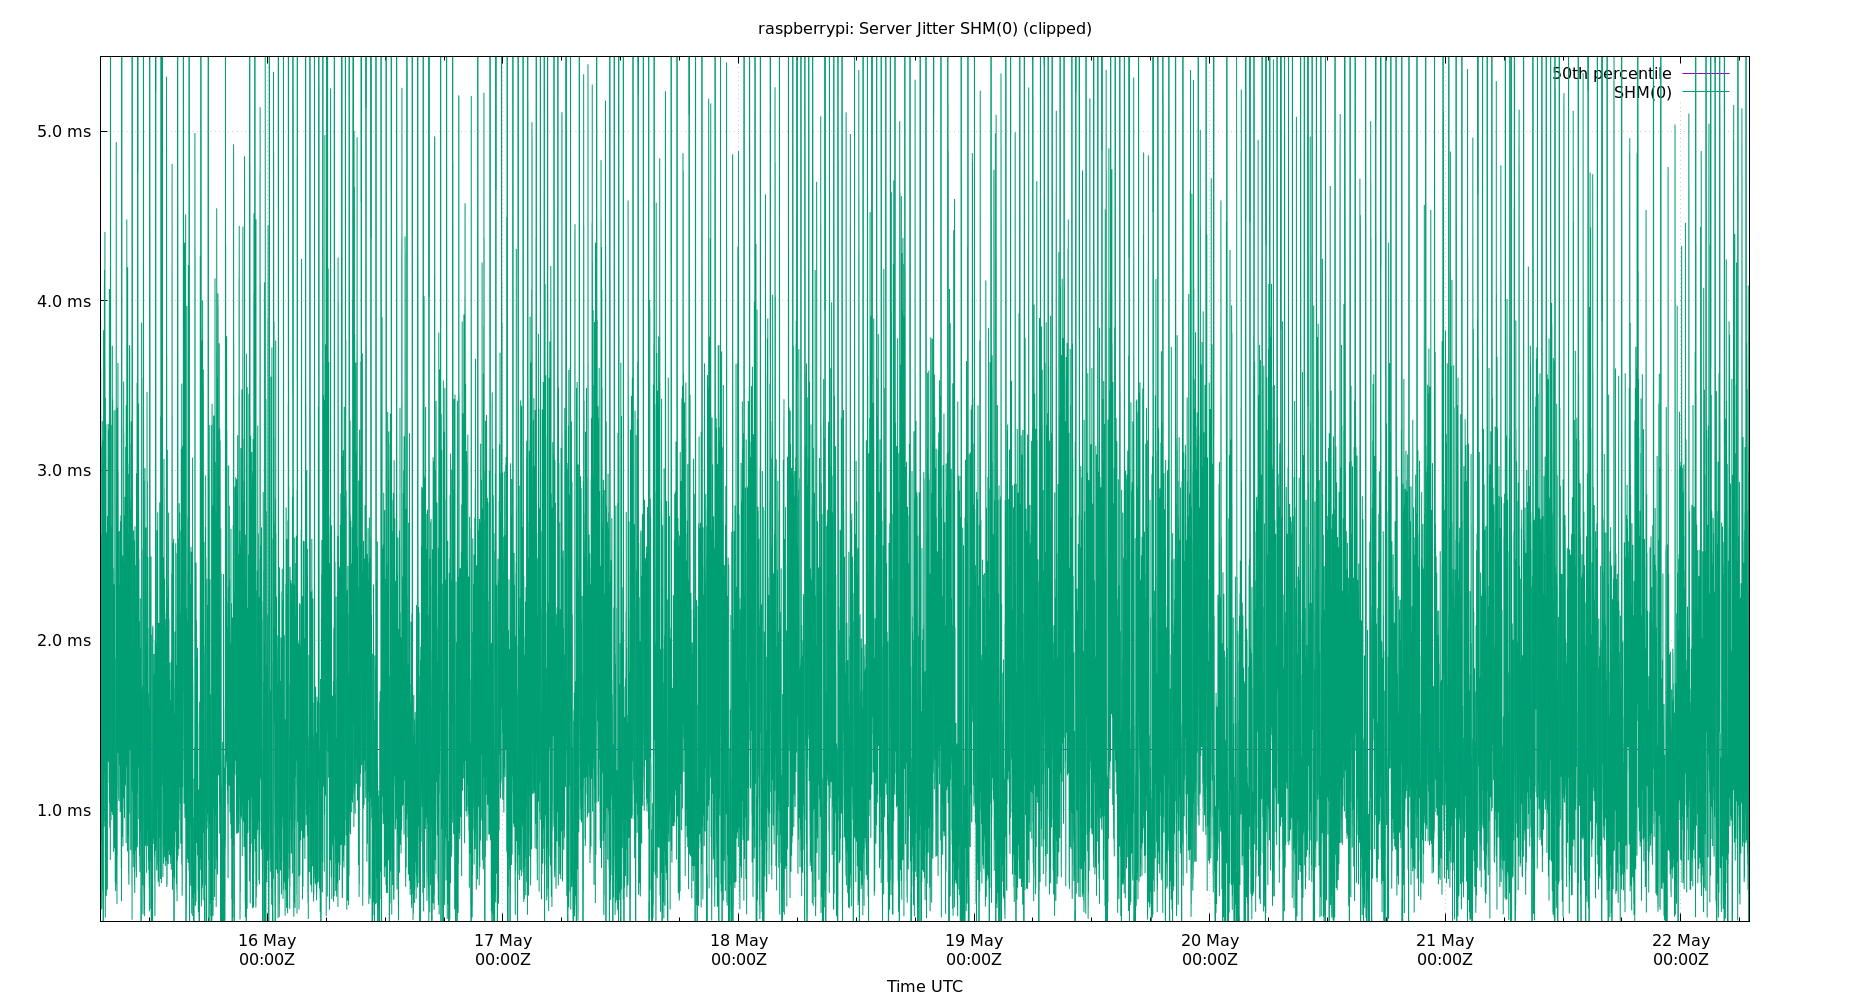 raspberrypi: Server Jitter SHM(0) (clipped)
50th percentile
SHM(0)
5.0 ms
4.0 ms
3.0 ms
2.0 ms
1.0 ms
16 May 17 May 18 May 19 May 20 May 21 May 22 May
00:00Z 00:00Z 00:00Z 00:00Z 00:00Z 00:00Z 00:00Z
Time UTC